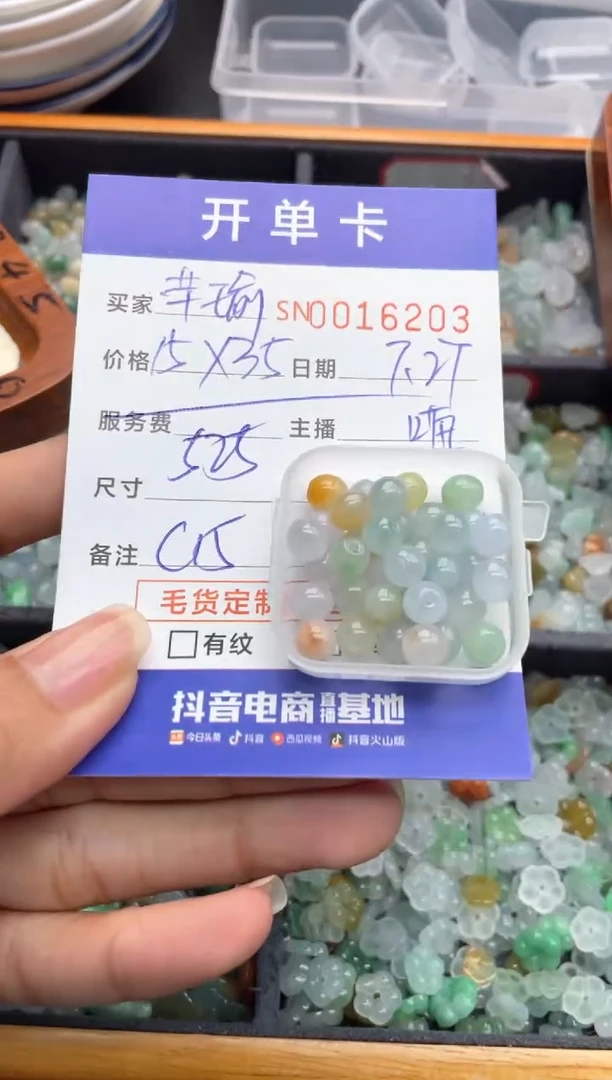 开单卡
买家 芈瑜 SN0016203
价格 15X35 日期 7.27
服务费
525 主播
尺寸
备注 C15
毛货定制
有纹
抖音电商直播基地
今日头条 抖音 西瓜视频 抖音火山版